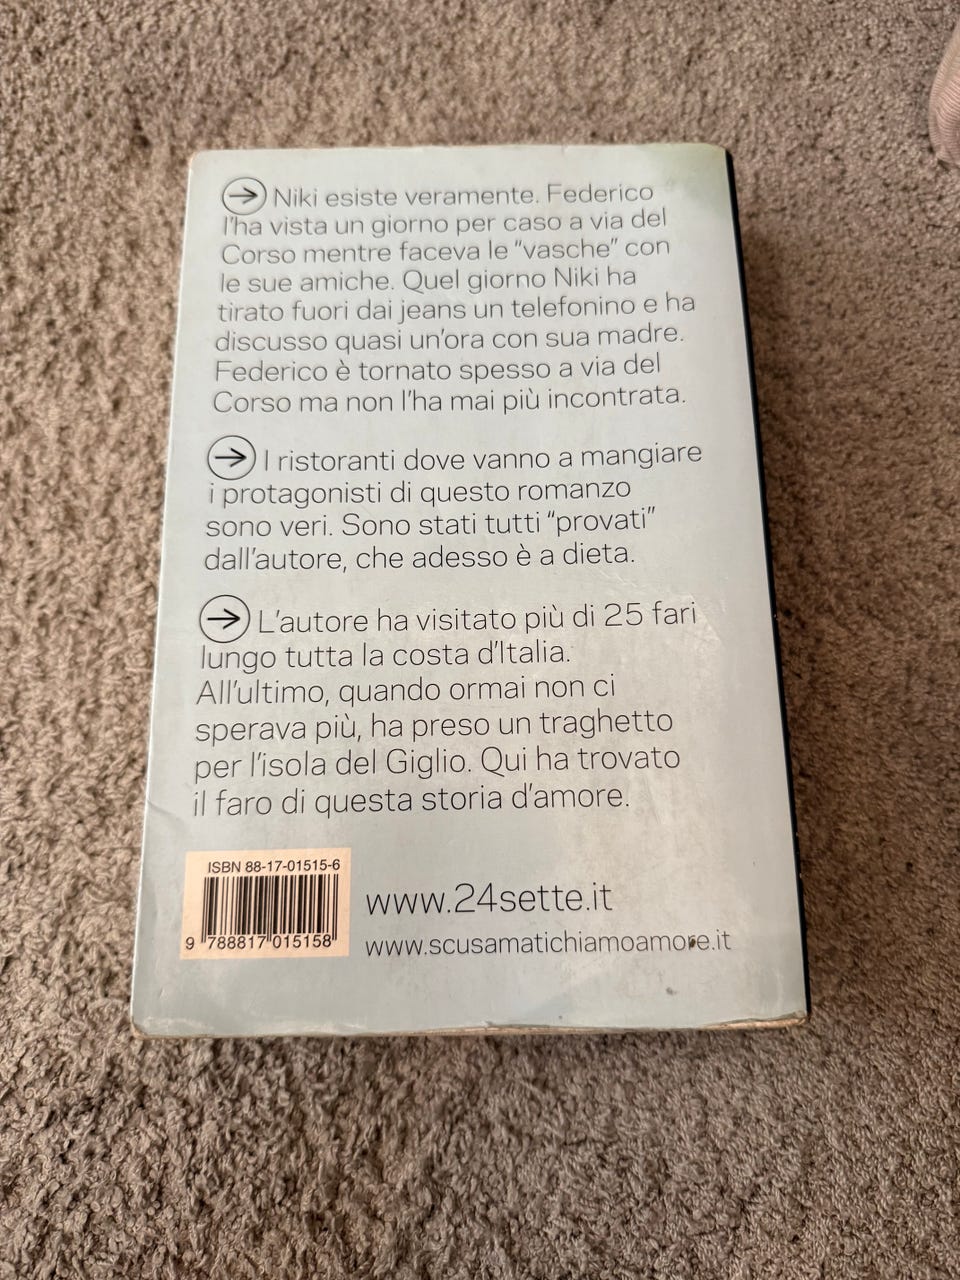 → Niki esiste veramente. Federico
l'ha vista un giorno per caso a via del
Corso mentre faceva le "vasche" con
le sue amiche. Quel giorno Niki ha
tirato fuori dai jeans un telefonino e ha
discusso quasi un'ora con sua madre.
Federico è tornato spesso a via del
Corso ma non l'ha mai più incontrata.
→ I ristoranti dove vanno a mangiare
i protagonisti di questo romanzo
sono veri. Sono stati tutti "provati"
dall'autore, che adesso è a dieta.
→ L'autore ha visitato più di 25 fari
lungo tutta la costa d'Italia.
All'ultimo, quando ormai non ci
sperava più, ha preso un traghetto
per l'isola del Giglio. Qui ha trovato
il faro di questa storia d'amore.
ISBN 88-17-01515-6
9 788817 015158
www.24sette.it
www.scusamatichiamoamore.it